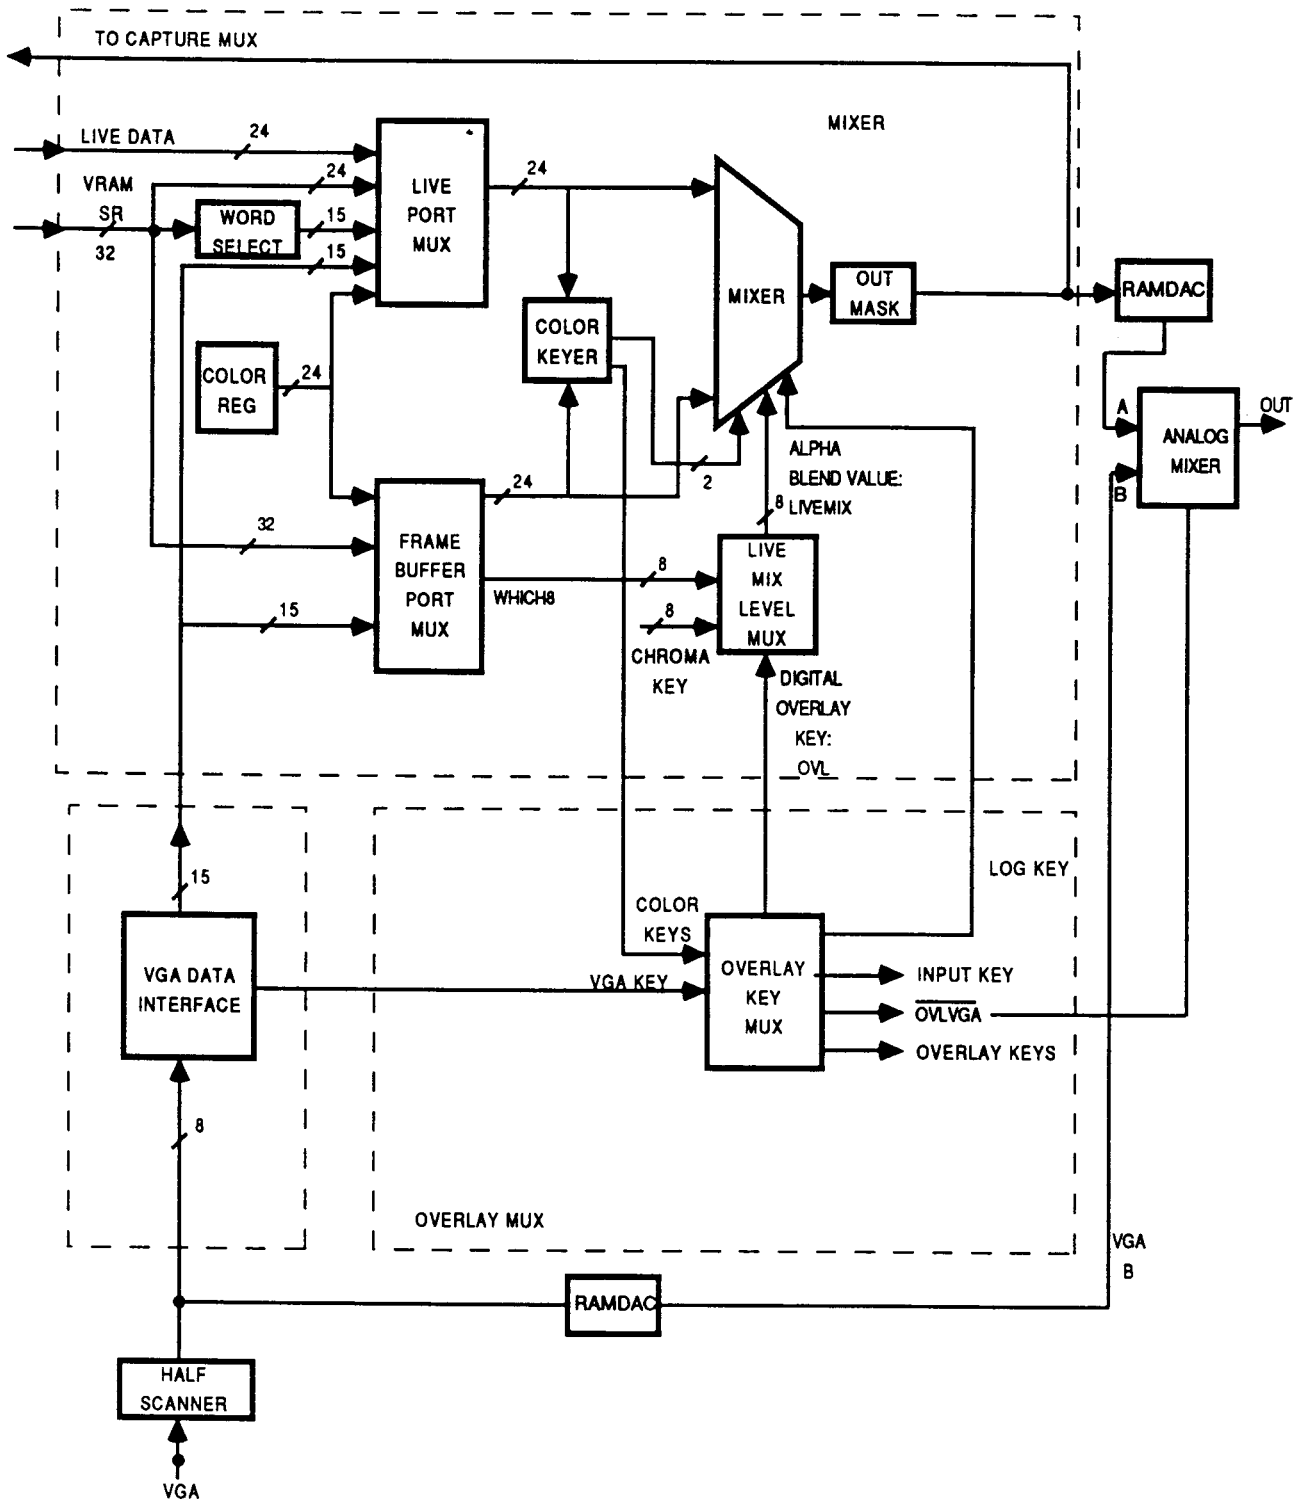 TO CAPTURE MUX
MIXER
LIVE DATA
24
VRAM
SR
32
24
WORD
SELECT
15
15
LIVE
PORT
MUX
24
COLOR
REG
24
COLOR
KEYER
MIXER
OUT
MASK
RAMDAC
A
B
ANALOG
MIXER
OUT
2
ALPHA
BLEND VALUE:
LIVEMIX
8
24
32
15
FRAME
BUFFER
PORT
MUX
WHICH8
8
8
CHROMA
KEY
LIVE
MIX
LEVEL
MUX
DIGITAL
OVERLAY
KEY:
OVL
15
VGA DATA
INTERFACE
8
COLOR
KEYS
VGA KEY
OVERLAY
KEY
MUX
LOG KEY
INPUT KEY
OVLVGA
OVERLAY KEYS
OVERLAY MUX
VGA
B
RAMDAC
HALF
SCANNER
VGA